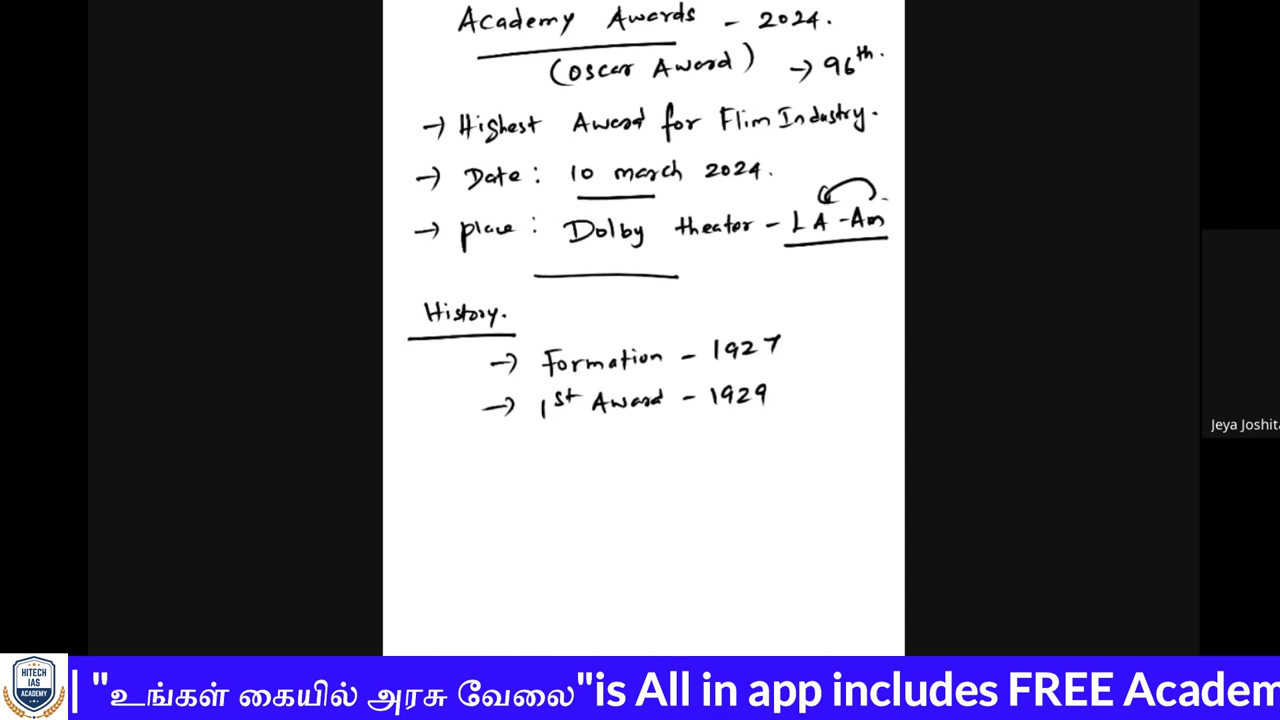 Academy Awards - 2024.
(Oscar Award) → 96th.
→ Highest Award for Flim Industry.
→ Date: 10 march 2024.
→ place: Dolby theator - LA - Am
History.
→ Formation - 1927
→ 1st Award - 1929
Jeya Joshita
HITECH
IAS
ACADEMY
| "உங்கள் கையில் அரசு வேலை"is All in app includes FREE Academ